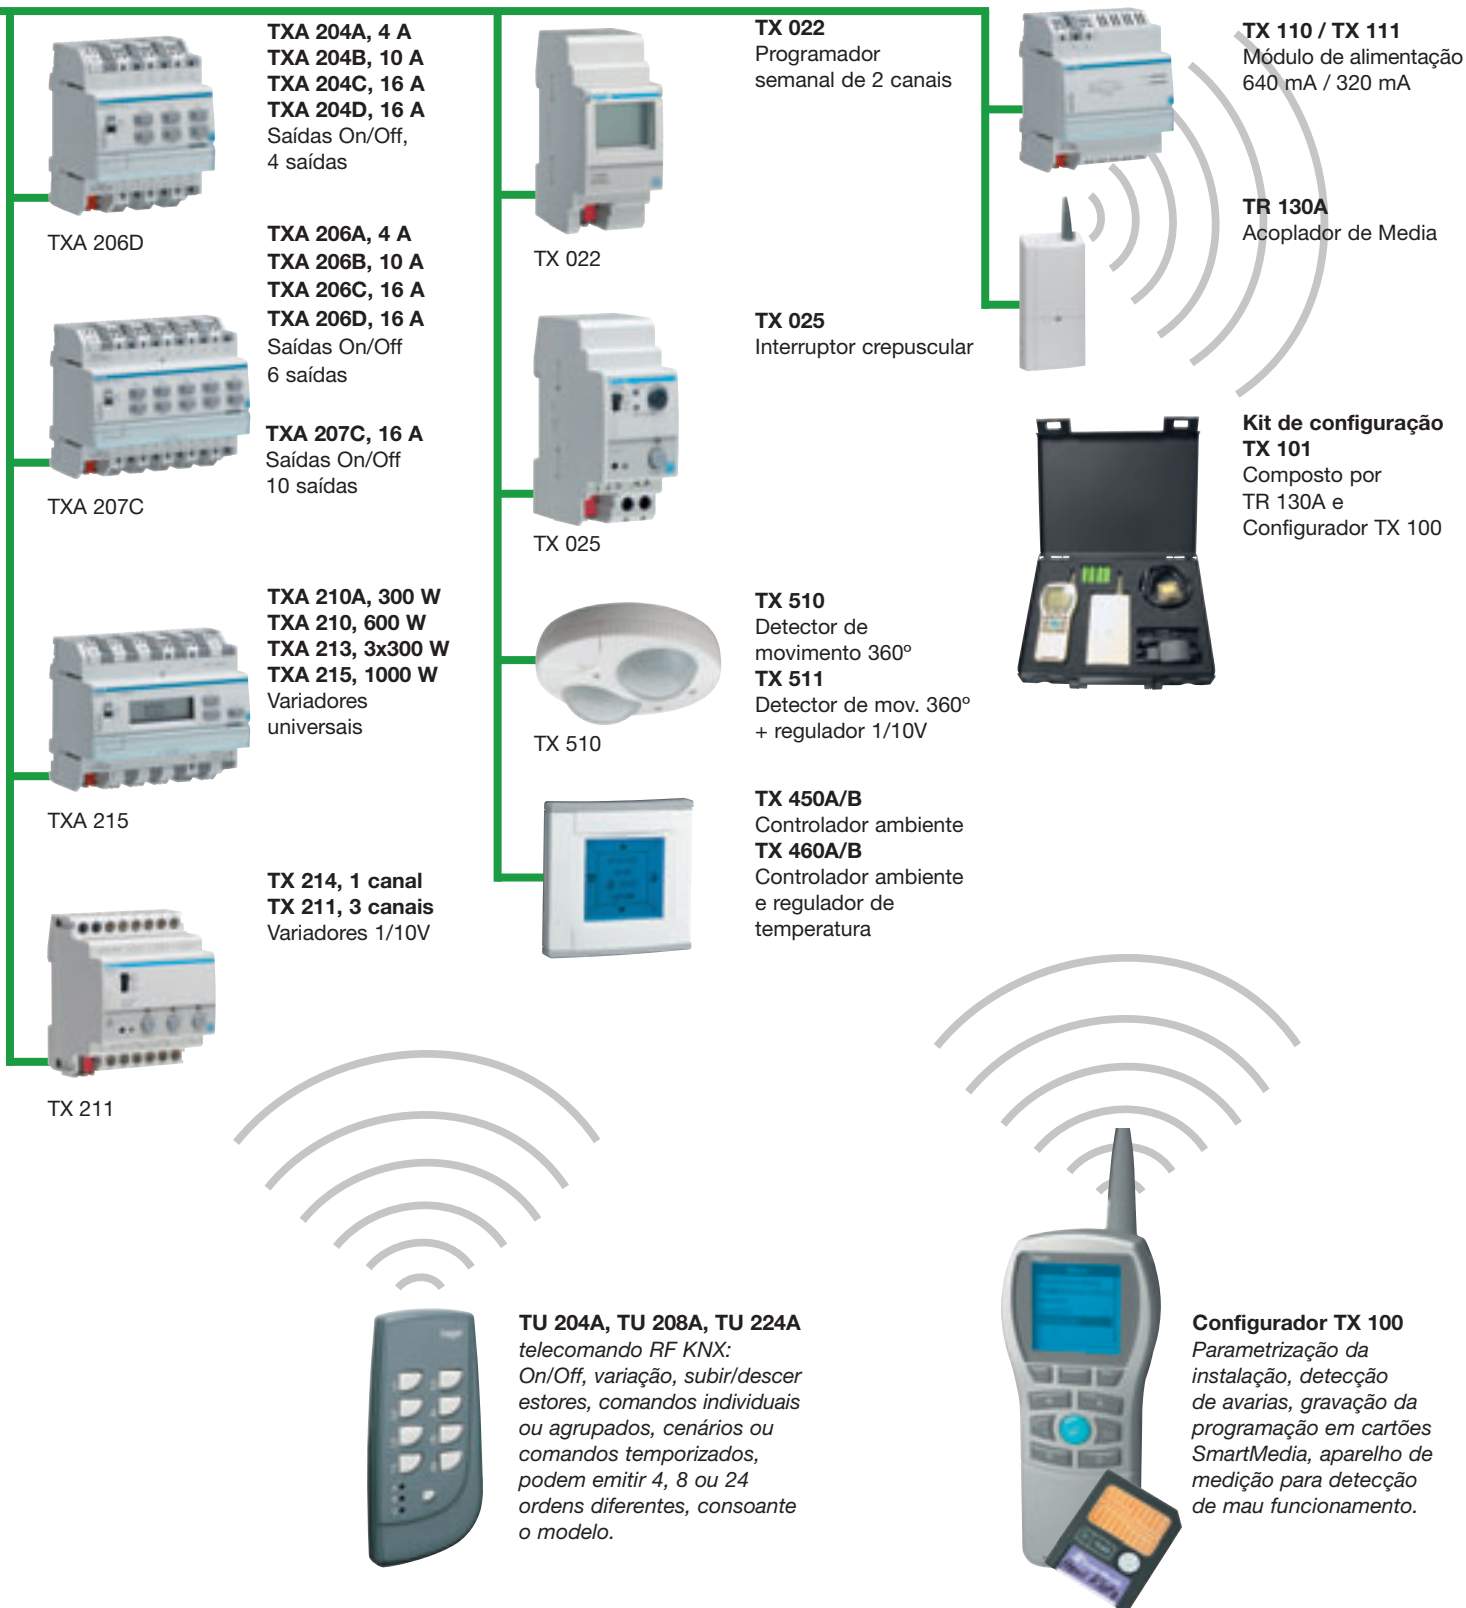 TXA 204A, 4 A
TXA 204B, 10 A
TXA 204C, 16 A
TXA 204D, 16 A
Saídas On/Off,
4 saídas
TXA 206D
TXA 206A, 4 A
TXA 206B, 10 A
TXA 206C, 16 A
TXA 206D, 16 A
Saídas On/Off
6 saídas
TXA 207C, 16 A
Saídas On/Off
10 saídas
TXA 207C
TXA 210A, 300 W
TXA 210, 600 W
TXA 213, 3x300 W
TXA 215, 1000 W
Variadores
universais
TXA 215
TX 214, 1 canal
TX 211, 3 canais
Variadores 1/10V
TX 211
TX 022
Programador
semanal de 2 canais
TX 022
TX 025
Interruptor crepuscular
TX 025
TX 510
Detector de
movimento 360º
TX 511
Detector de mov. 360º
+ regulador 1/10V
TX 510
TX 450A/B
Controlador ambiente
TX 460A/B
Controlador ambiente
e regulador de
temperatura
TX 110 / TX 111
Módulo de alimentação
640 mA / 320 mA
TR 130A
Acoplador de Media
Kit de configuração
TX 101
Composto por
TR 130A e
Configurador TX 100
TU 204A, TU 208A, TU 224A
telecomando RF KNX:
On/Off, variação, subir/descer
estores, comandos individuais
ou agrupados, cenários ou
comandos temporizados,
podem emitir 4, 8 ou 24
ordens diferentes, consoante
o modelo.
Configurador TX 100
Parametrização da
instalação, detecção
de avarias, gravação da
programação em cartões
SmartMedia, aparelho de
medição para detecção
de mau funcionamento.